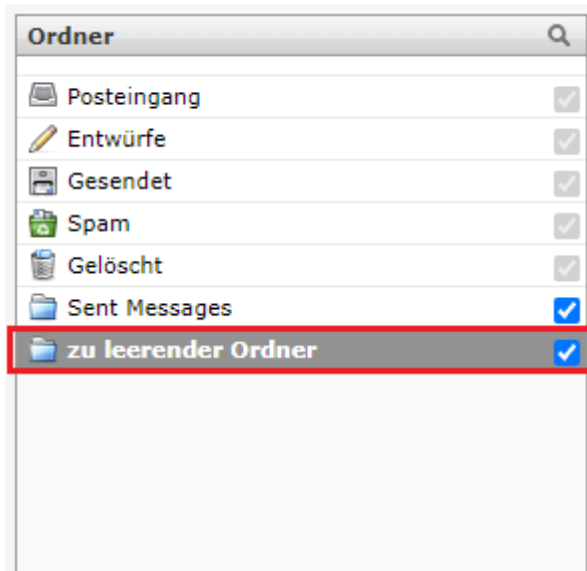 Ordner
Posteingang
Entwürfe
Gesendet
Spam
Gelöscht
Sent Messages
zu leerender Ordner